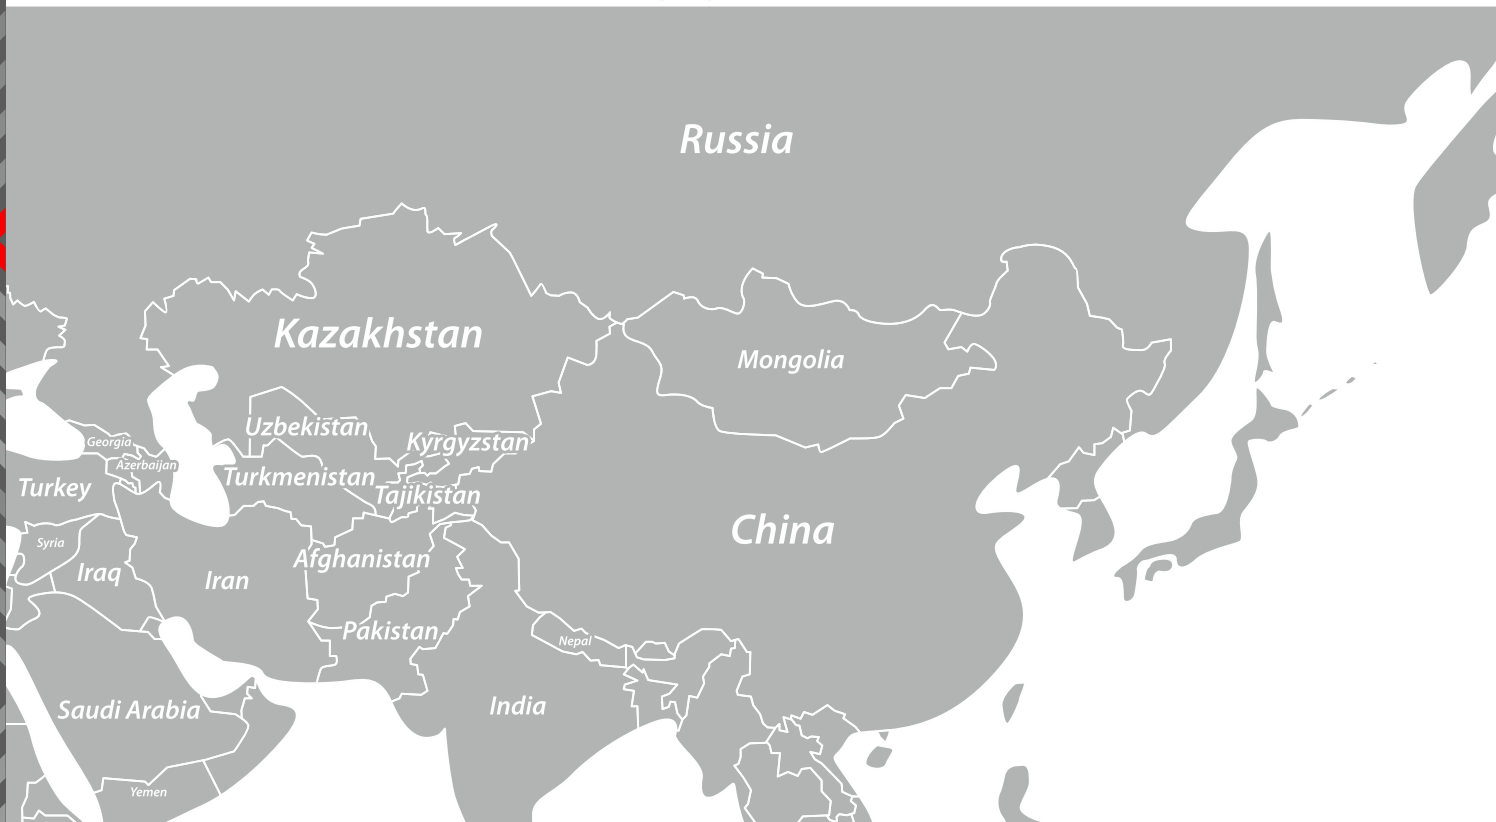 Russia
Kazakhstan
Mongolia
Uzbekistan
Kyrgyzstan
Georgia
Azerbaijan
Turkmenistan
Turkey
Tajikistan
China
Syria
Afghanistan
Iraq
Iran
Pakistan
Nepal
India
Saudi Arabia
Yemen